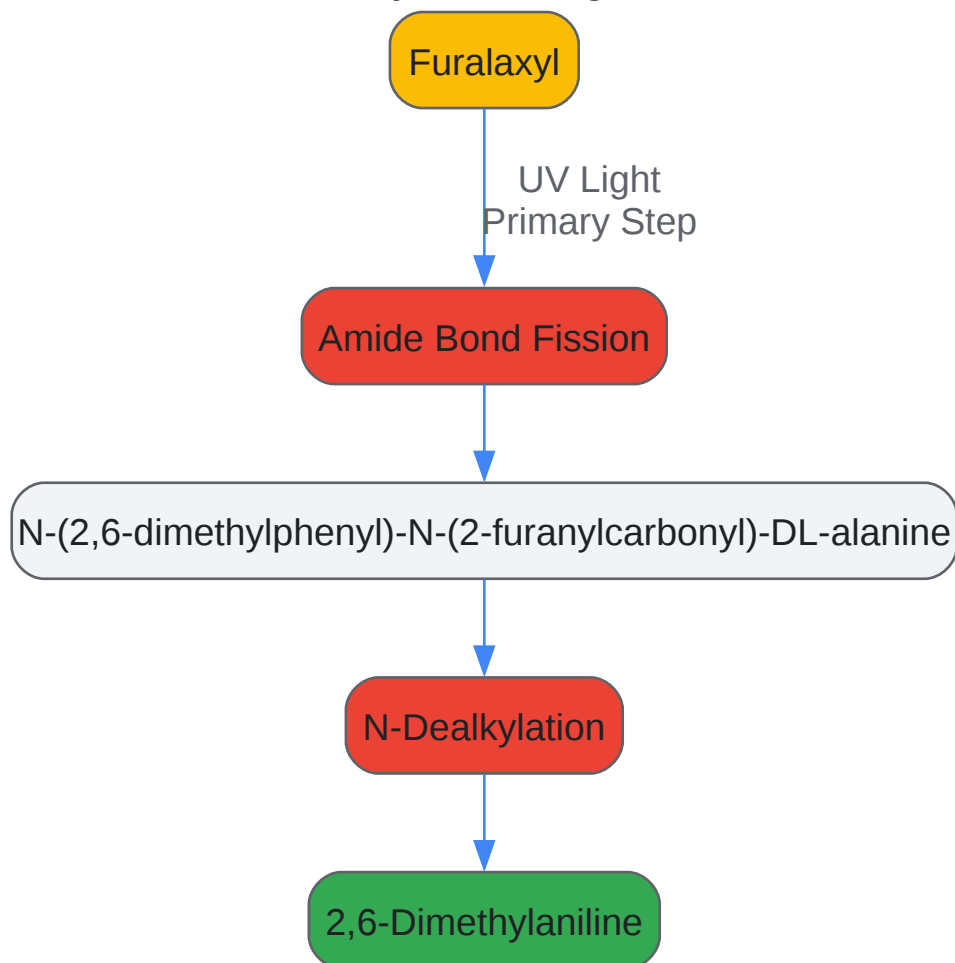 Furalaxyl
UV Light
Primary Step
Amide Bond Fission
N-(2,6-dimethylphenyl)-N-(2-furanylcarbonyl)-DL-alanine
N-Dealkylation
2,6-Dimethylaniline